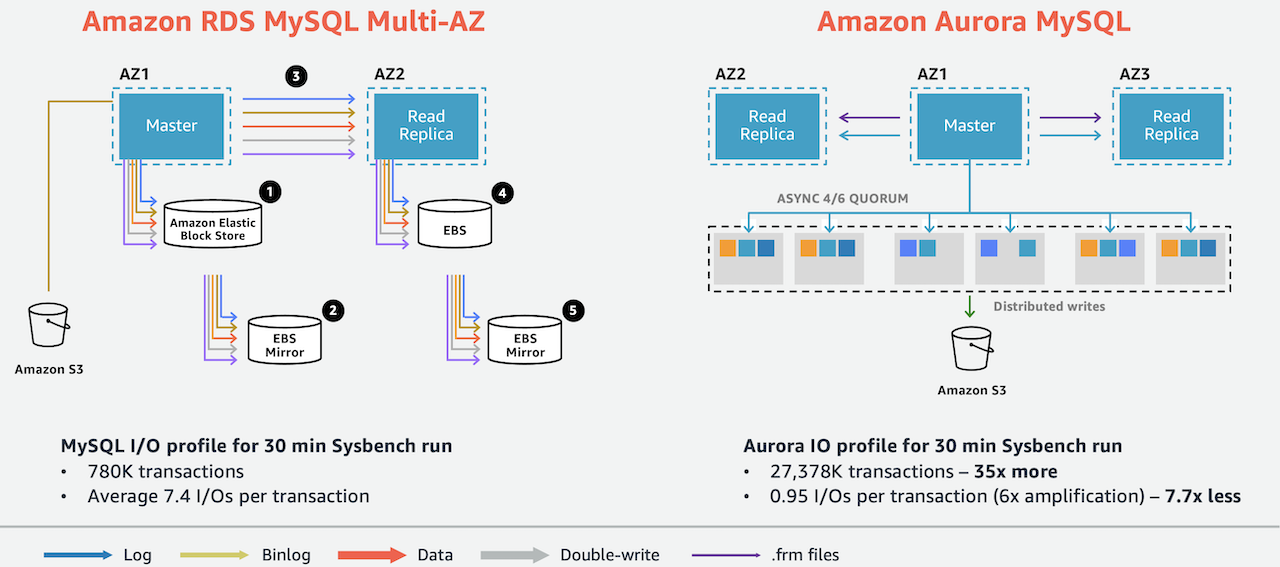 Amazon RDS MySQL Multi-AZ
AZ1
3
AZ2
Master
Read
Replica
1
Amazon Elastic
Block Store
4
EBS
2
EBS
Mirror
5
EBS
Mirror
Amazon S3
MySQL I/O profile for 30 min Sysbench run
• 780K transactions
• Average 7.4 I/Os per transaction
Amazon Aurora MySQL
AZ2
AZ1
AZ3
Read
Replica
Master
Read
Replica
ASYNC 4/6 QUORUM
Distributed writes
Amazon S3
Aurora IO profile for 30 min Sysbench run
• 27,378K transactions – 35x more
• 0.95 I/Os per transaction (6x amplification) – 7.7x less
Log
Binlog
Data
Double-write
.frm files